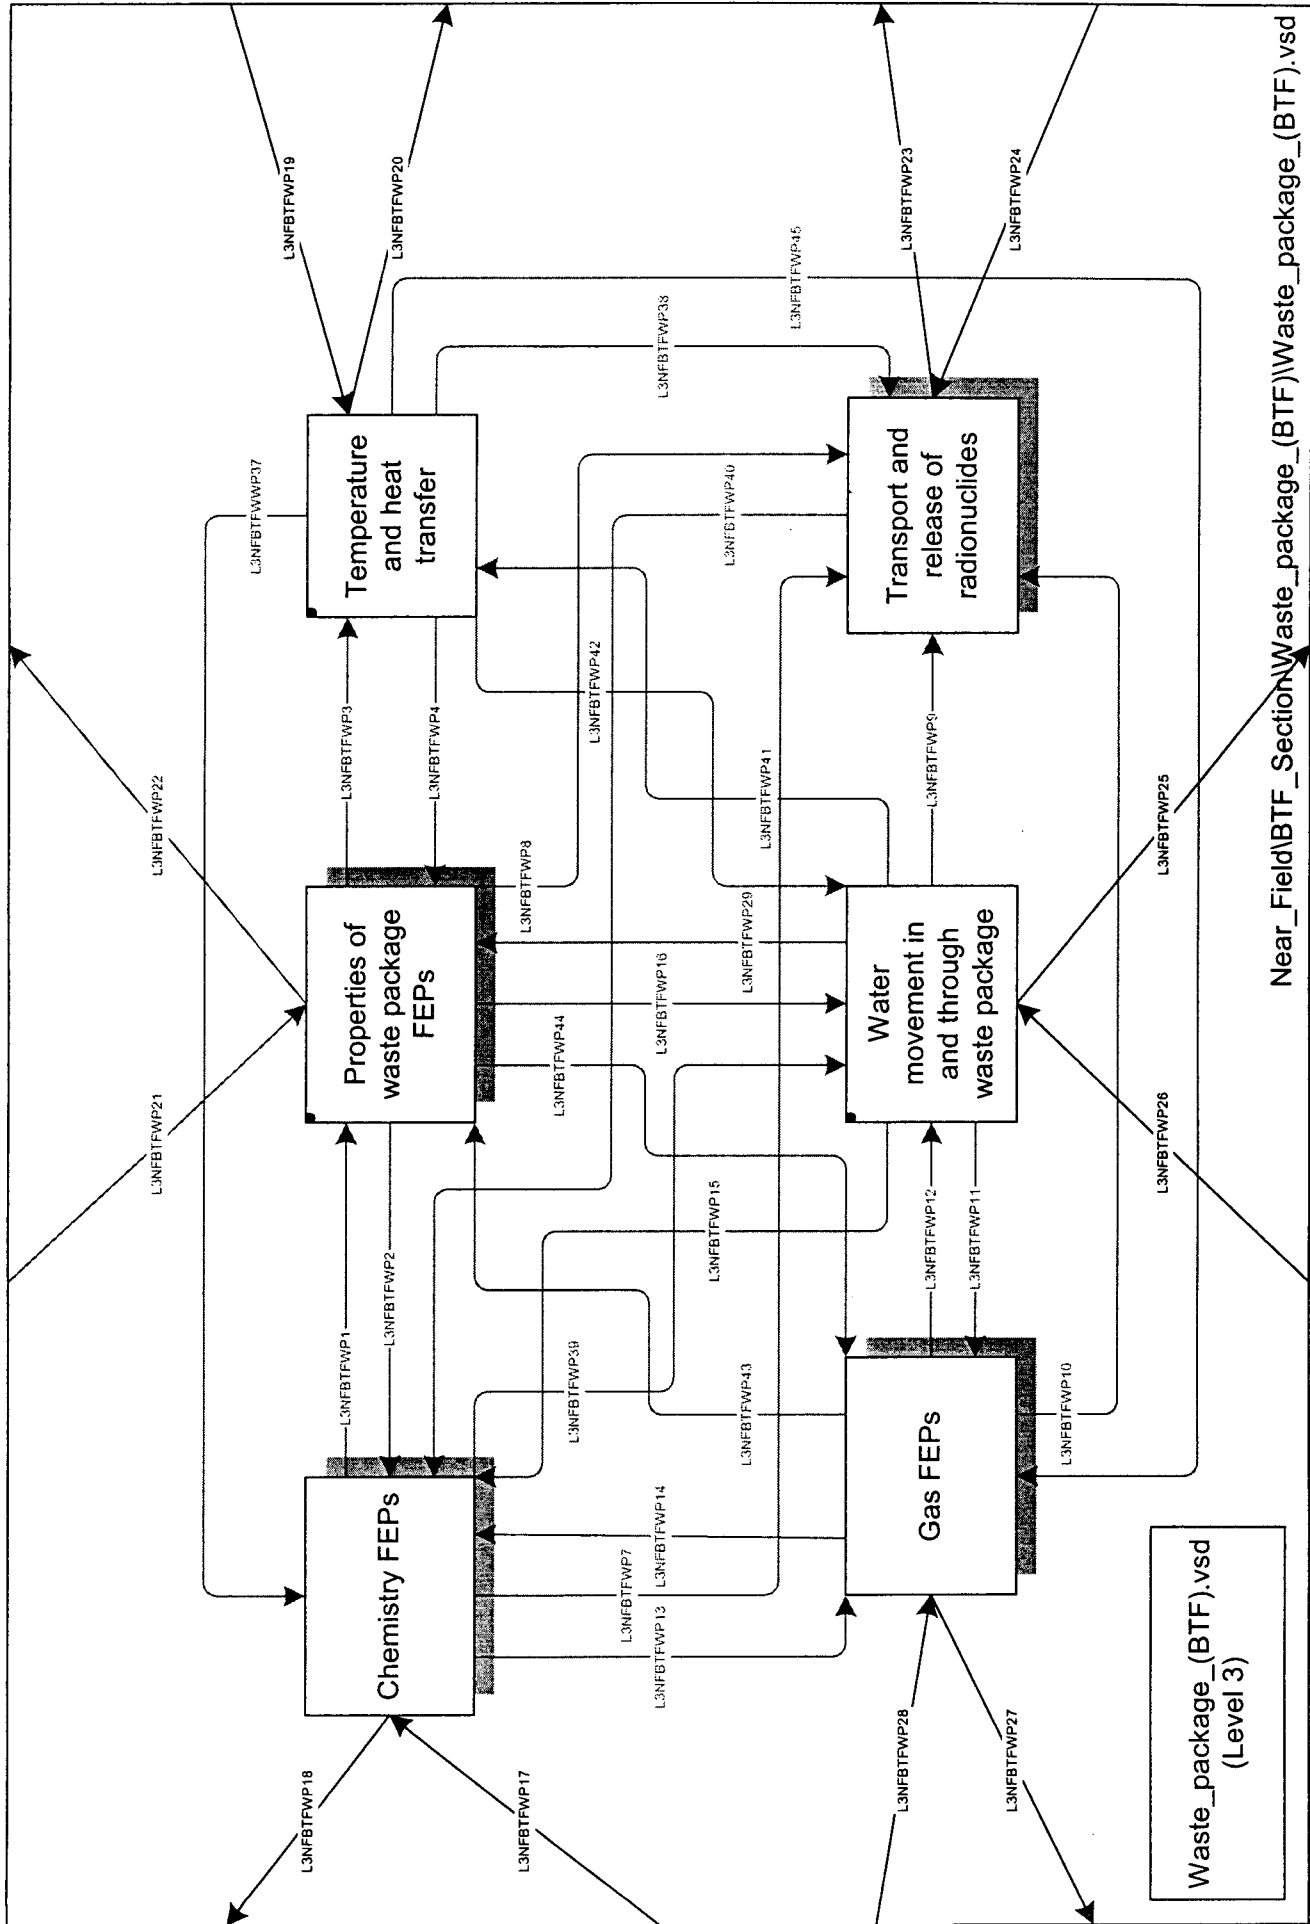 L3NFBTFWP21
L3NFBTFWP22
L3NFBTFWWP37
L3NFBTFWP19
L3NFBTFWP20
L3NFBTFWP18
L3NFBTFWP17
Chemistry FEPs
L3NFBTFWP1
L3NFBTFWP2
Properties of
waste package
FEPs
L3NFBTFWP3
L3NFBTFWP4
Temperature
and heat
transfer
L3NFBTFWP39
L3NFBTFWP44
L3NFBTFWP8
L3NFBTFWP42
L3NFBTFWP38
L3NFBTFWP45
L3NFBTFWP13
L3NFBTFWP7
L3NFBTFWP14
L3NFBTFWP43
L3NFBTFWP15
L3NFBTFWP16
L3NFBTFWP29
L3NFBTFWP41
L3NFBTFWP40
L3NFBTFWP28
L3NFBTFWP27
Gas FEPs
L3NFBTFWP12
L3NFBTFWP11
Water
movement in
and through
waste package
L3NFBTFWP9
Transport and
release of
radionuclides
L3NFBTFWP23
L3NFBTFWP24
L3NFBTFWP10
L3NFBTFWP26
L3NFBTFWP25
Waste_package_(BTF).vsd
(Level 3)
Near_Field\BTF_Section\Waste_package_(BTF)\Waste_package_(BTF).vsd